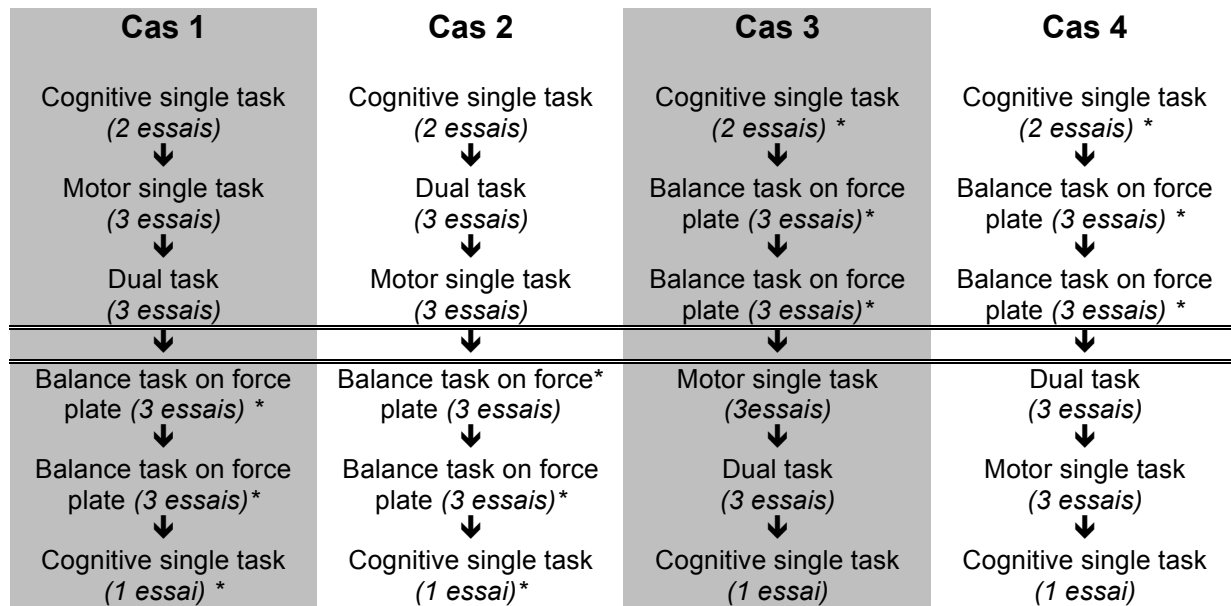 Cas 1
Cognitive single task
(2 essais)
Motor single task
(3 essais)
Dual task
(3 essais)
Balance task on force
plate (3 essais) *
Balance task on force
plate (3 essais)*
Cognitive single task
(1 essai) *
Cas 2
Cognitive single task
(2 essais)
Dual task
(3 essais)
Motor single task
(3 essais)
Balance task on force*
plate (3 essais)
Balance task on force
plate (3 essais)*
Cognitive single task
(1 essai)*
Cas 3
Cognitive single task
(2 essais) *
Balance task on force
plate (3 essais)*
Balance task on force
plate (3 essais)*
Motor single task
(3essais)
Dual task
(3 essais)
Cognitive single task
(1 essai)
Cas 4
Cognitive single task
(2 essais) *
Balance task on force
plate (3 essais) *
Balance task on force
plate (3 essais) *
Dual task
(3 essais)
Motor single task
(3 essais)
Cognitive single task
(1 essai)